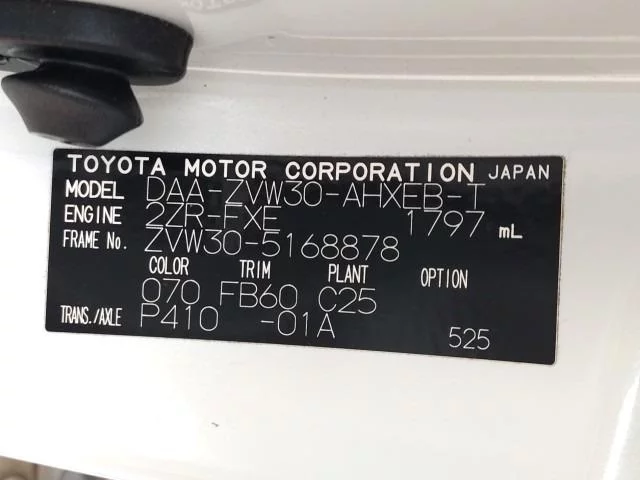 TOYOTA MOTOR CORPORATION JAPAN
MODEL DAA-ZVW30-AHXEB-T
ENGINE 2ZR-FXE 1797 mL
FRAME No. ZVW30-5168878
COLOR TRIM PLANT OPTION
070 FB60 C25
TRANS./AXLE P410 -01A
525